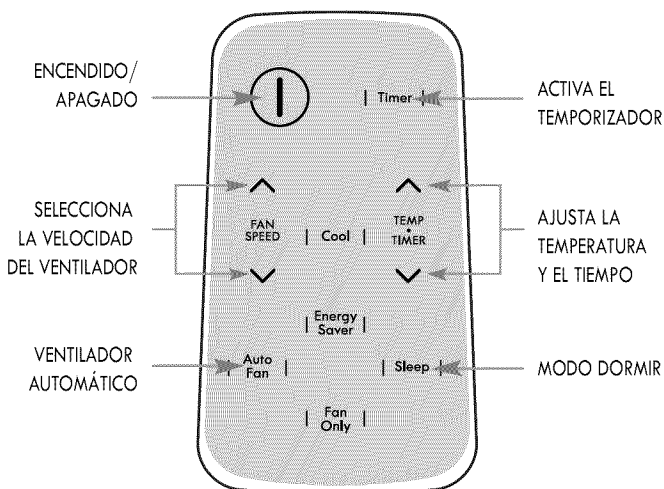 ENCENDIDO/
APAGADO
Timer
ACTIVA EL
TEMPORIZADOR
SELECCIONA
LA VELOCIDAD
DEL VENTILADOR
FAN
SPEED
Cool
TEMP
•
TIMER
AJUSTA LA
TEMPERATURA
Y EL TIEMPO
Energy
Saver
VENTILADOR
AUTOMÁTICO
Auto
Fan
Sleep
MODO DORMIR
Fan
Only